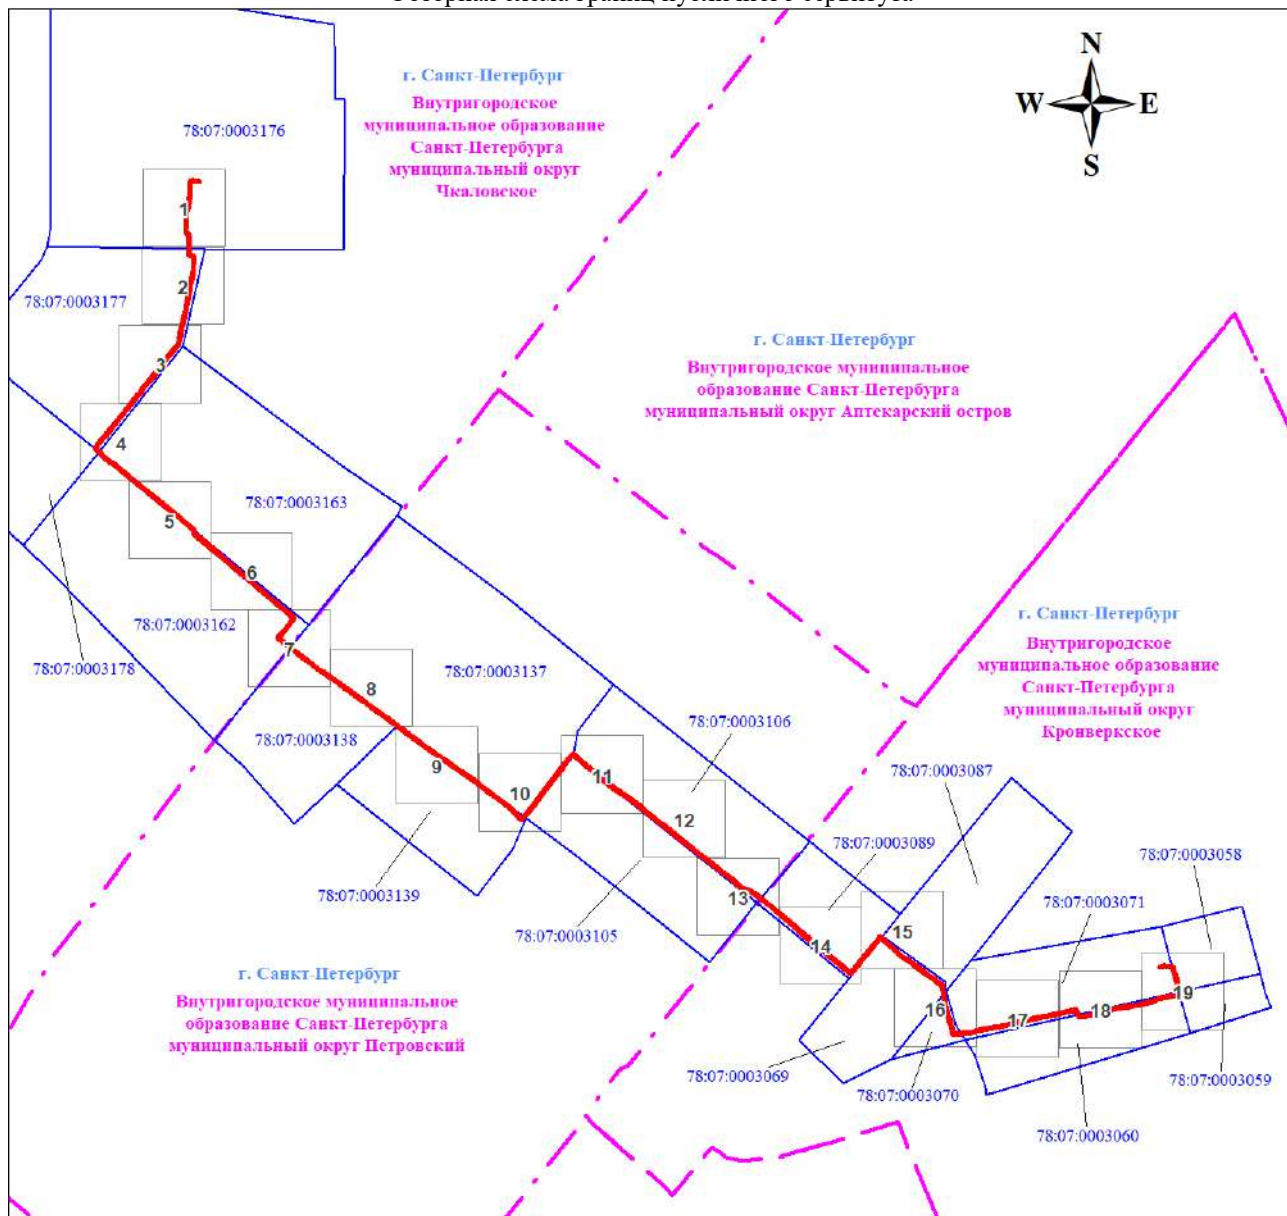 Обзорная схема границ публичного сервитута
г. Санкт-Петербург
Внутригородское
муниципальное образование
Санкт-Петербурга
муниципальный округ
Чкаловское
N
W E
S
78:07:0003176
1
2
78:07:0003177
3
4
г. Санкт-Петербург
Внутригородское муниципальное
образование Санкт-Петербурга
муниципальный округ Аптекарский остров
78:07:0003163
5
6
78:07:0003162
7
78:07:0003178
8
78:07:0003137
г. Санкт-Петербург
Внутригородское
муниципальное образование
Санкт-Петербурга
муниципальный округ
Кронверкское
78:07:0003106
78:07:0003138
9
10
11
12
78:07:0003087
78:07:0003089
78:07:0003058
78:07:0003139
13
78:07:0003071
78:07:0003105
14
15
г. Санкт-Петербург
Внутригородское муниципальное
образование Санкт-Петербурга
муниципальный округ Петровский
16
17
18
19
78:07:0003069
78:07:0003070
78:07:0003059
78:07:0003060